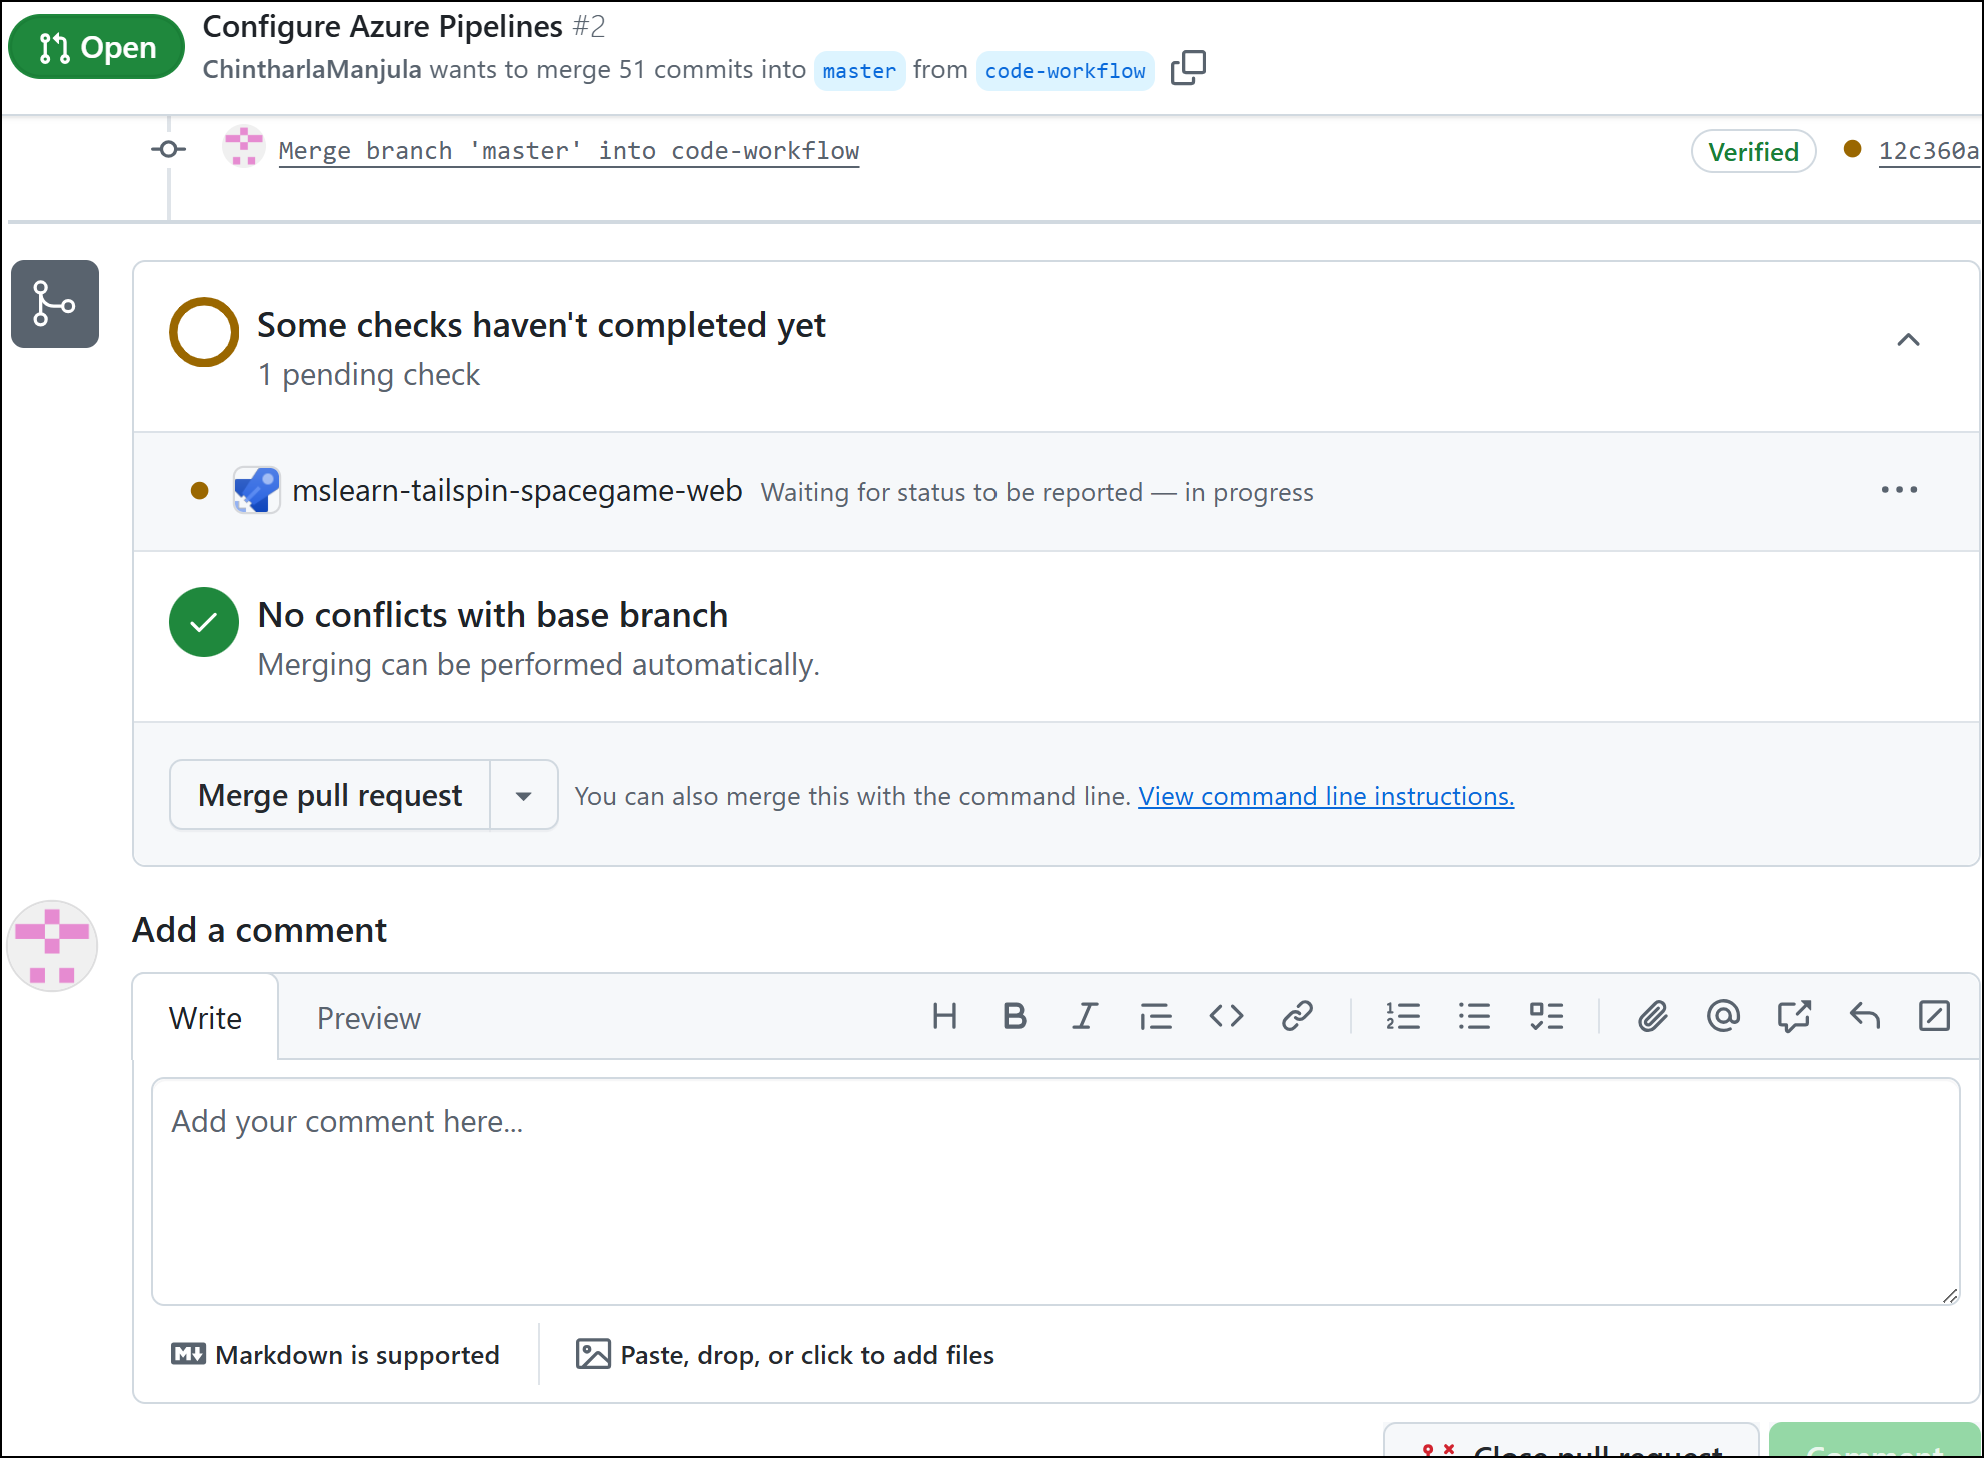 Open
Configure Azure Pipelines #2
ChintharlaManjula wants to merge 51 commits into master from code-workflow
Merge branch 'master' into code-workflow
Verified
12c360a
Some checks haven't completed yet
1 pending check
mslearn-tailspin-spacegame-web Waiting for status to be reported — in progress
No conflicts with base branch
Merging can be performed automatically.
Merge pull request
You can also merge this with the command line. View command line instructions.
Add a comment
Write
Preview
Add your comment here...
Markdown is supported
Paste, drop, or click to add files
Close pull request
Comment